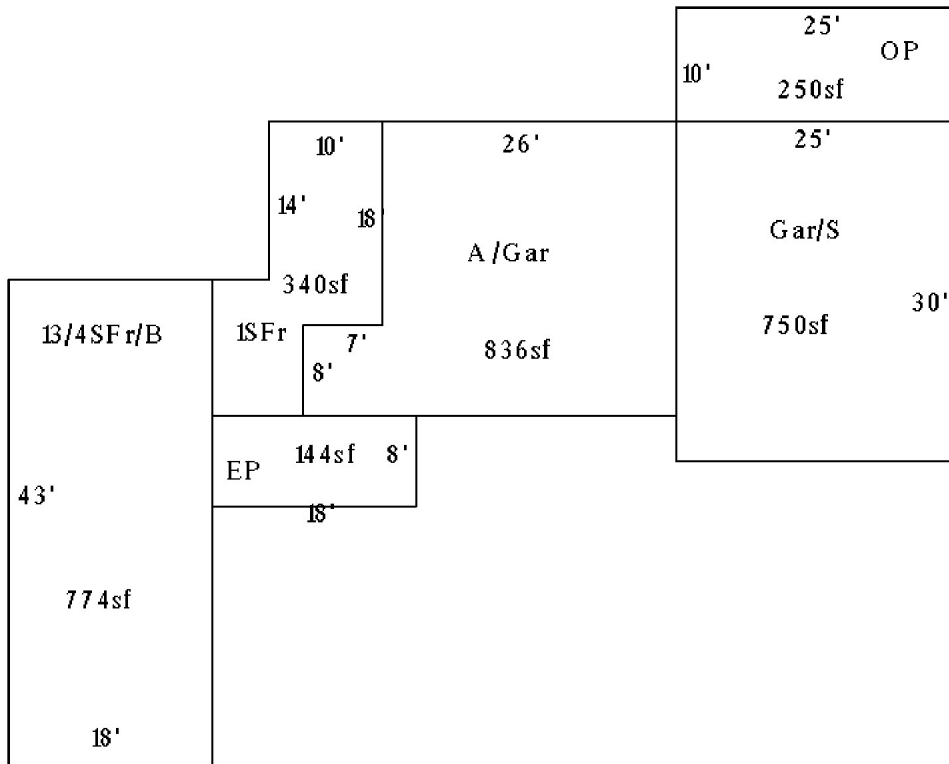 25'
OP
10'
250sf
10'
26'
25'
14'
18'
Gar/S
A/Gar
340sf
30'
13/4SFr/B
1SFr
7'
836sf
750sf
8'
144sf
8'
EP
43'
18'
774sf
18'